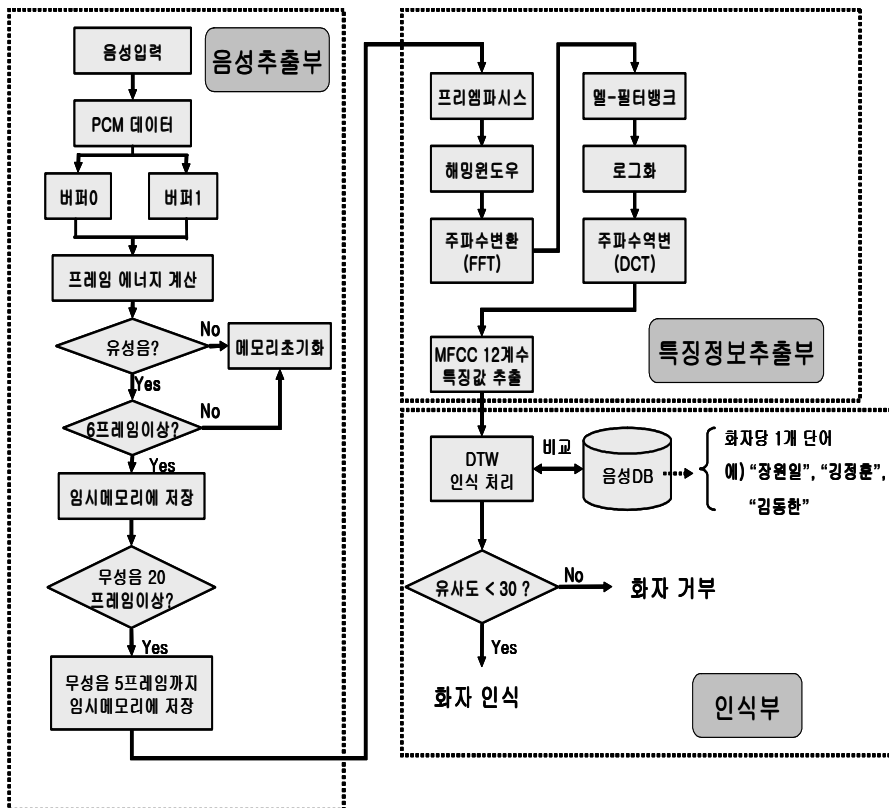 음성입력
음성추출부
PCM 데이터
버퍼0
버퍼1
프레임 에너지 계산
유성음?
No
메모리초기화
Yes
6프레임이상?
No
Yes
임시메모리에 저장
무성음 20
프레임이상?
Yes
무성음 5프레임까지
임시메모리에 저장
프리엠파시스
해밍윈도우
주파수변환
(FFT)
멜-필터뱅크
로그화
주파수역변
(DCT)
MFCC 12계수
특징값 추출
특징정보추출부
DTW
인식 처리
비교
음성DB
화자당 1개 단어
예) “장원일”, “김정훈”,
“김동한”
유사도 < 30 ?
No
화자 거부
Yes
화자 인식
인식부